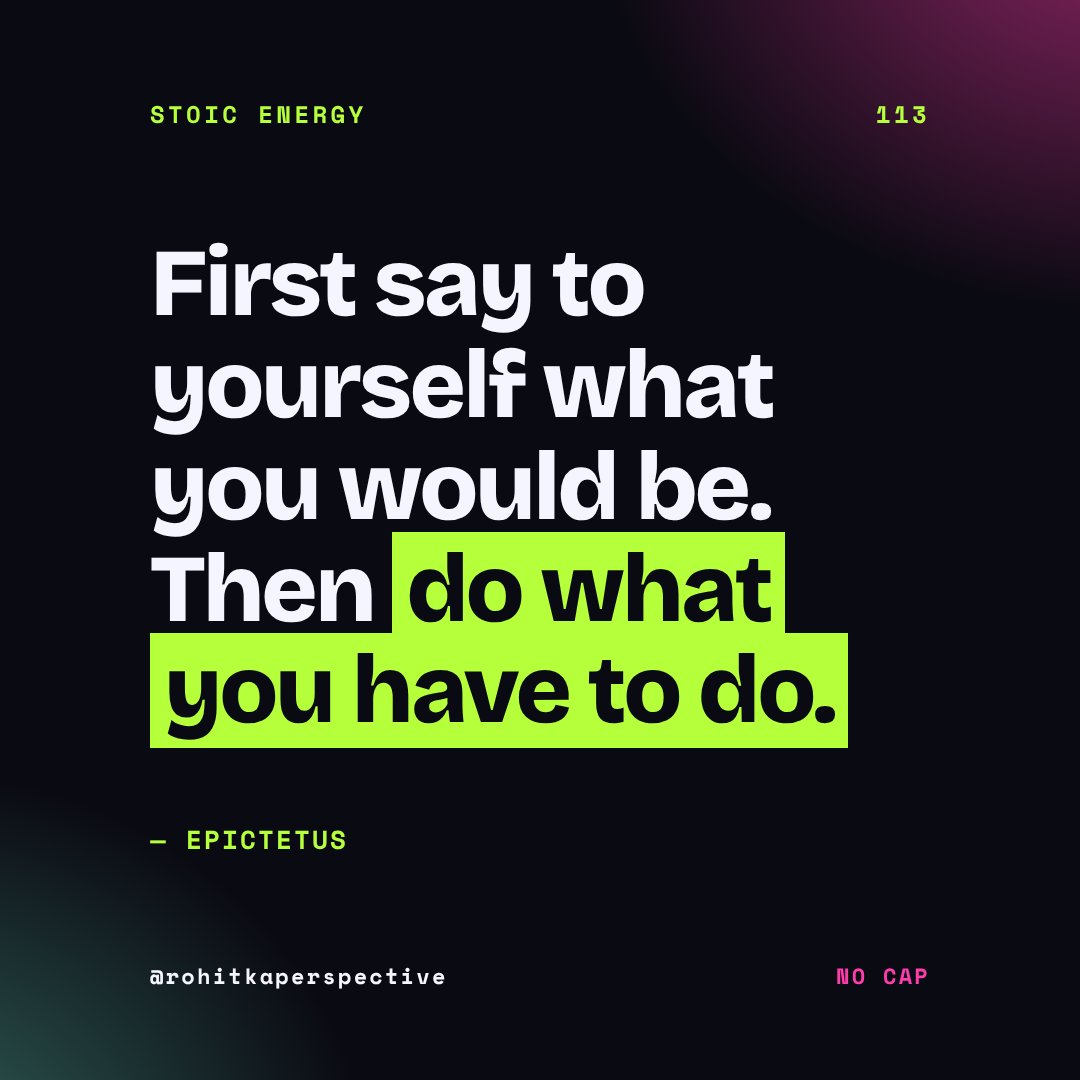 STOIC ENERGY
113
First say to
yourself what
you would be.
Then do what
you have to do.
— EPICTETUS
@rohitkaperspective
NO CAP